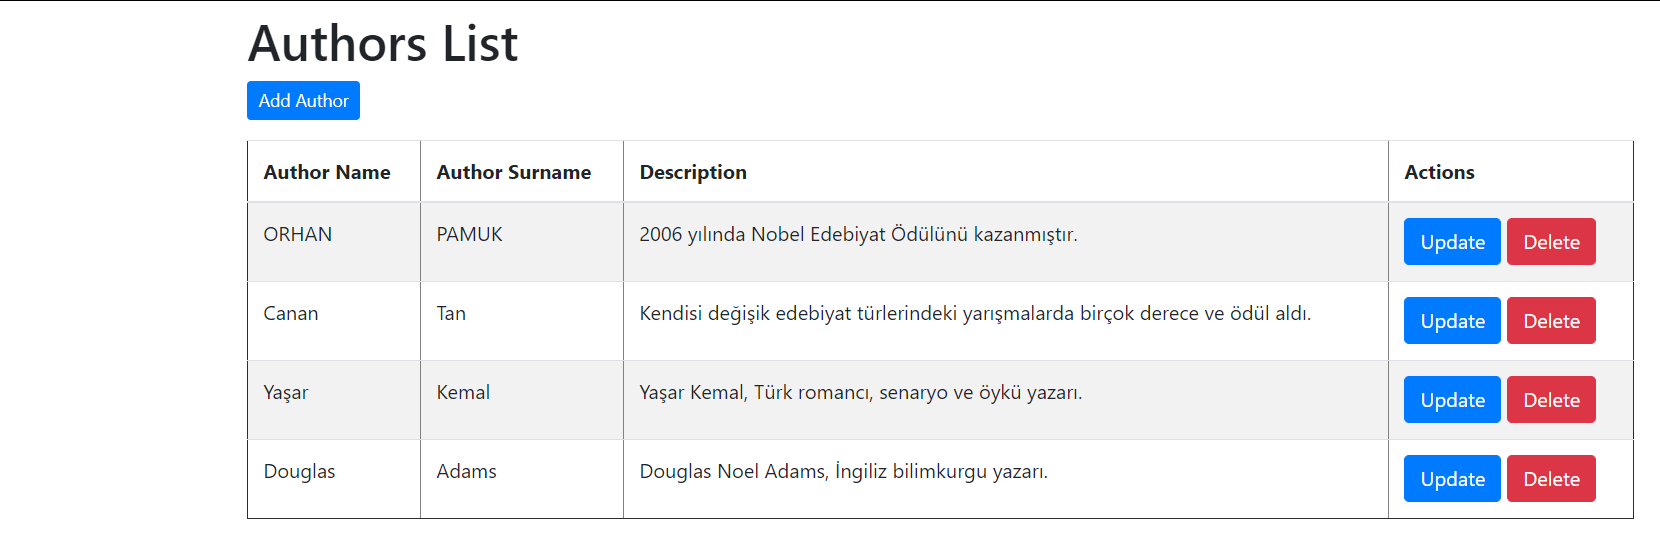 Authors List
Add Author
Author Name Author Surname Description Actions
ORHAN PAMUK 2006 yılında Nobel Edebiyat Ödülünü kazanmıştır. Update Delete
Canan Tan Kendisi değişik edebiyat türlerindeki yarışmalarda birçok derece ve ödül aldı. Update Delete
Yaşar Kemal Yaşar Kemal, Türk romancı, senaryo ve öykü yazarı. Update Delete
Douglas Adams Douglas Noel Adams, İngiliz bilimkurgu yazarı. Update Delete